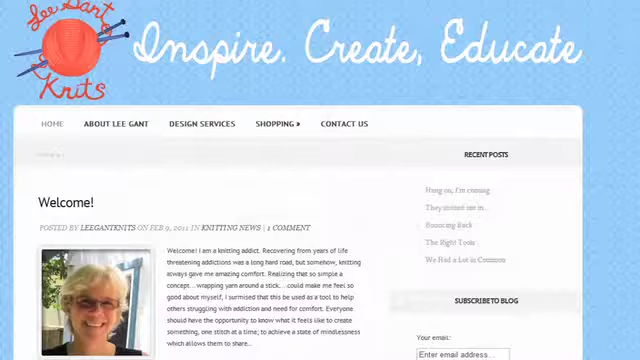 Lee Gant
Knits
Inspire. Create, Educate
HOME ABOUT LEE GANT DESIGN SERVICES SHOPPING » CONTACT US
RECENT POSTS
Hang on, I'm coming
They strolled me in...
Bouncing Back
The Right Tools
We Had a Lot in Common
Welcome!
POSTED BY LEEGANTKNITS ON FEB 9, 2011 IN KNITTING NEWS | 1 COMMENT
Welcome! I am a knitting addict. Recovering from years of life
threatening addictions was a long hard road, but somehow, knitting
always gave me amazing comfort. Realizing that so simple a
concept...wrapping yarn around a stick.....could make me feel so
good about myself, I surmised that this be used as a tool to help
others struggling with addiction and need for comfort. Everyone
should have the opportunity to know what it feels like to create
something, one stitch at a time; to achieve a state of mindlessness
which allows them to share...
SUBSCRIBE TO BLOG
Your email:
Enter email address...